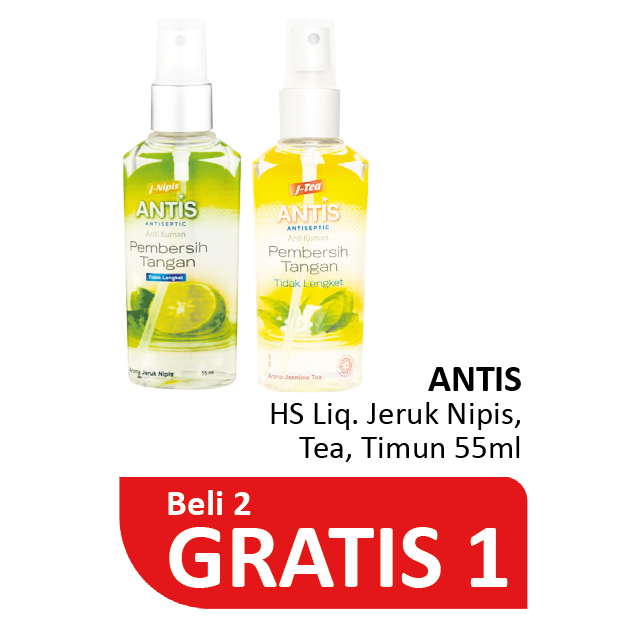 J-Nipis
ANTIS
ANTISEPTIC
Anti Kuman
Pembersih
Tangan
Tidak Lengket
Aroma Jeruk Nipis
55 ml
J-Tea
ANTIS
ANTISEPTIC
Anti Kuman
Pembersih
Tangan
Tidak Lengket
55 ml
Aroma Jasmine Tea
ANTIS
HS Liq. Jeruk Nipis,
Tea, Timun 55ml
Beli 2
GRATIS 1